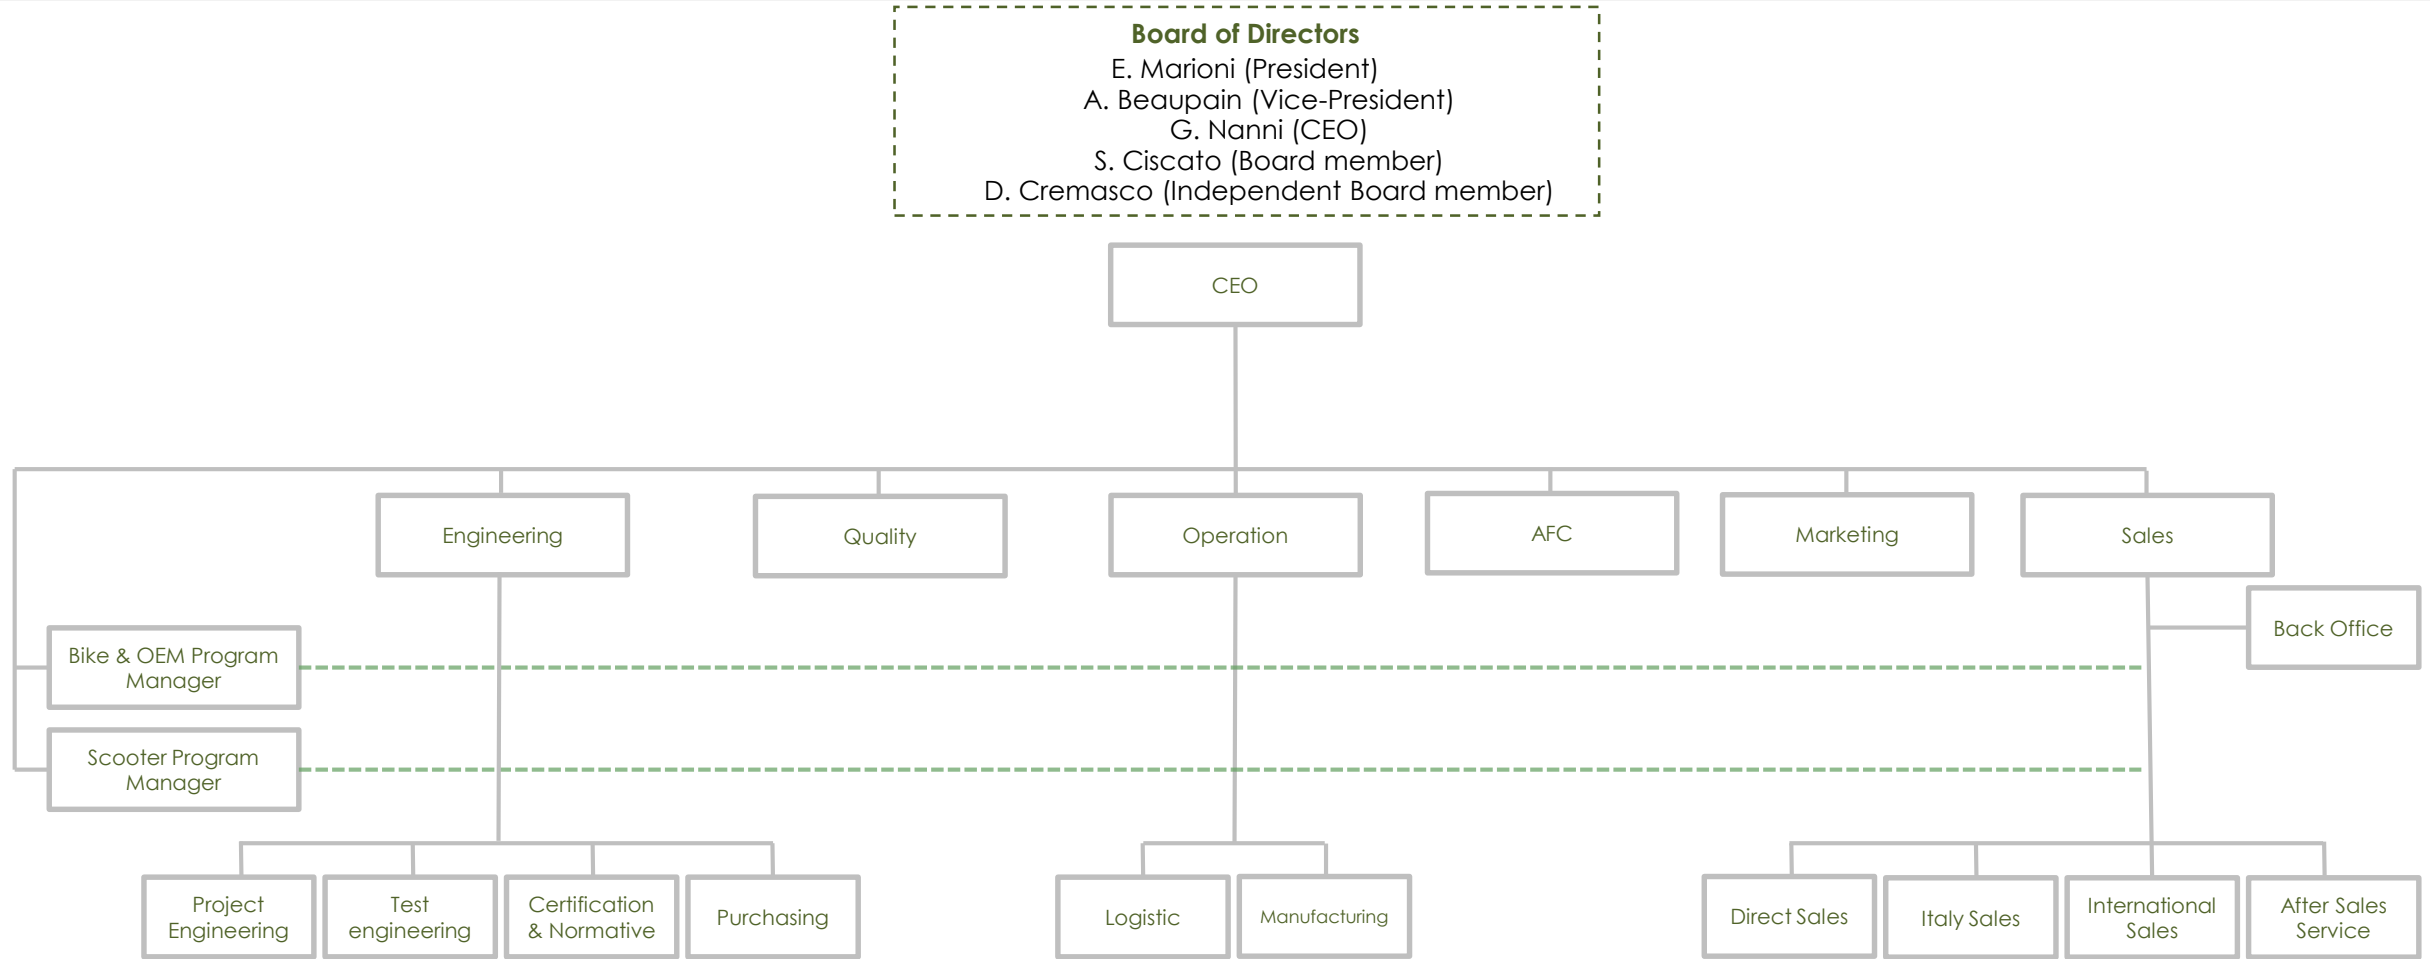 Board of Directors
E. Marioni (President)
A. Beaupain (Vice-President)
G. Nanni (CEO)
S. Ciscato (Board member)
D. Cremasco (Independent Board member)
CEO
Engineering
Quality
Operation
AFC
Marketing
Sales
Back Office
Bike & OEM Program
Manager
Scooter Program
Manager
Project
Engineering
Test
engineering
Certification
& Normative
Purchasing
Logistic
Manufacturing
Direct Sales
Italy Sales
International
Sales
After Sales
Service